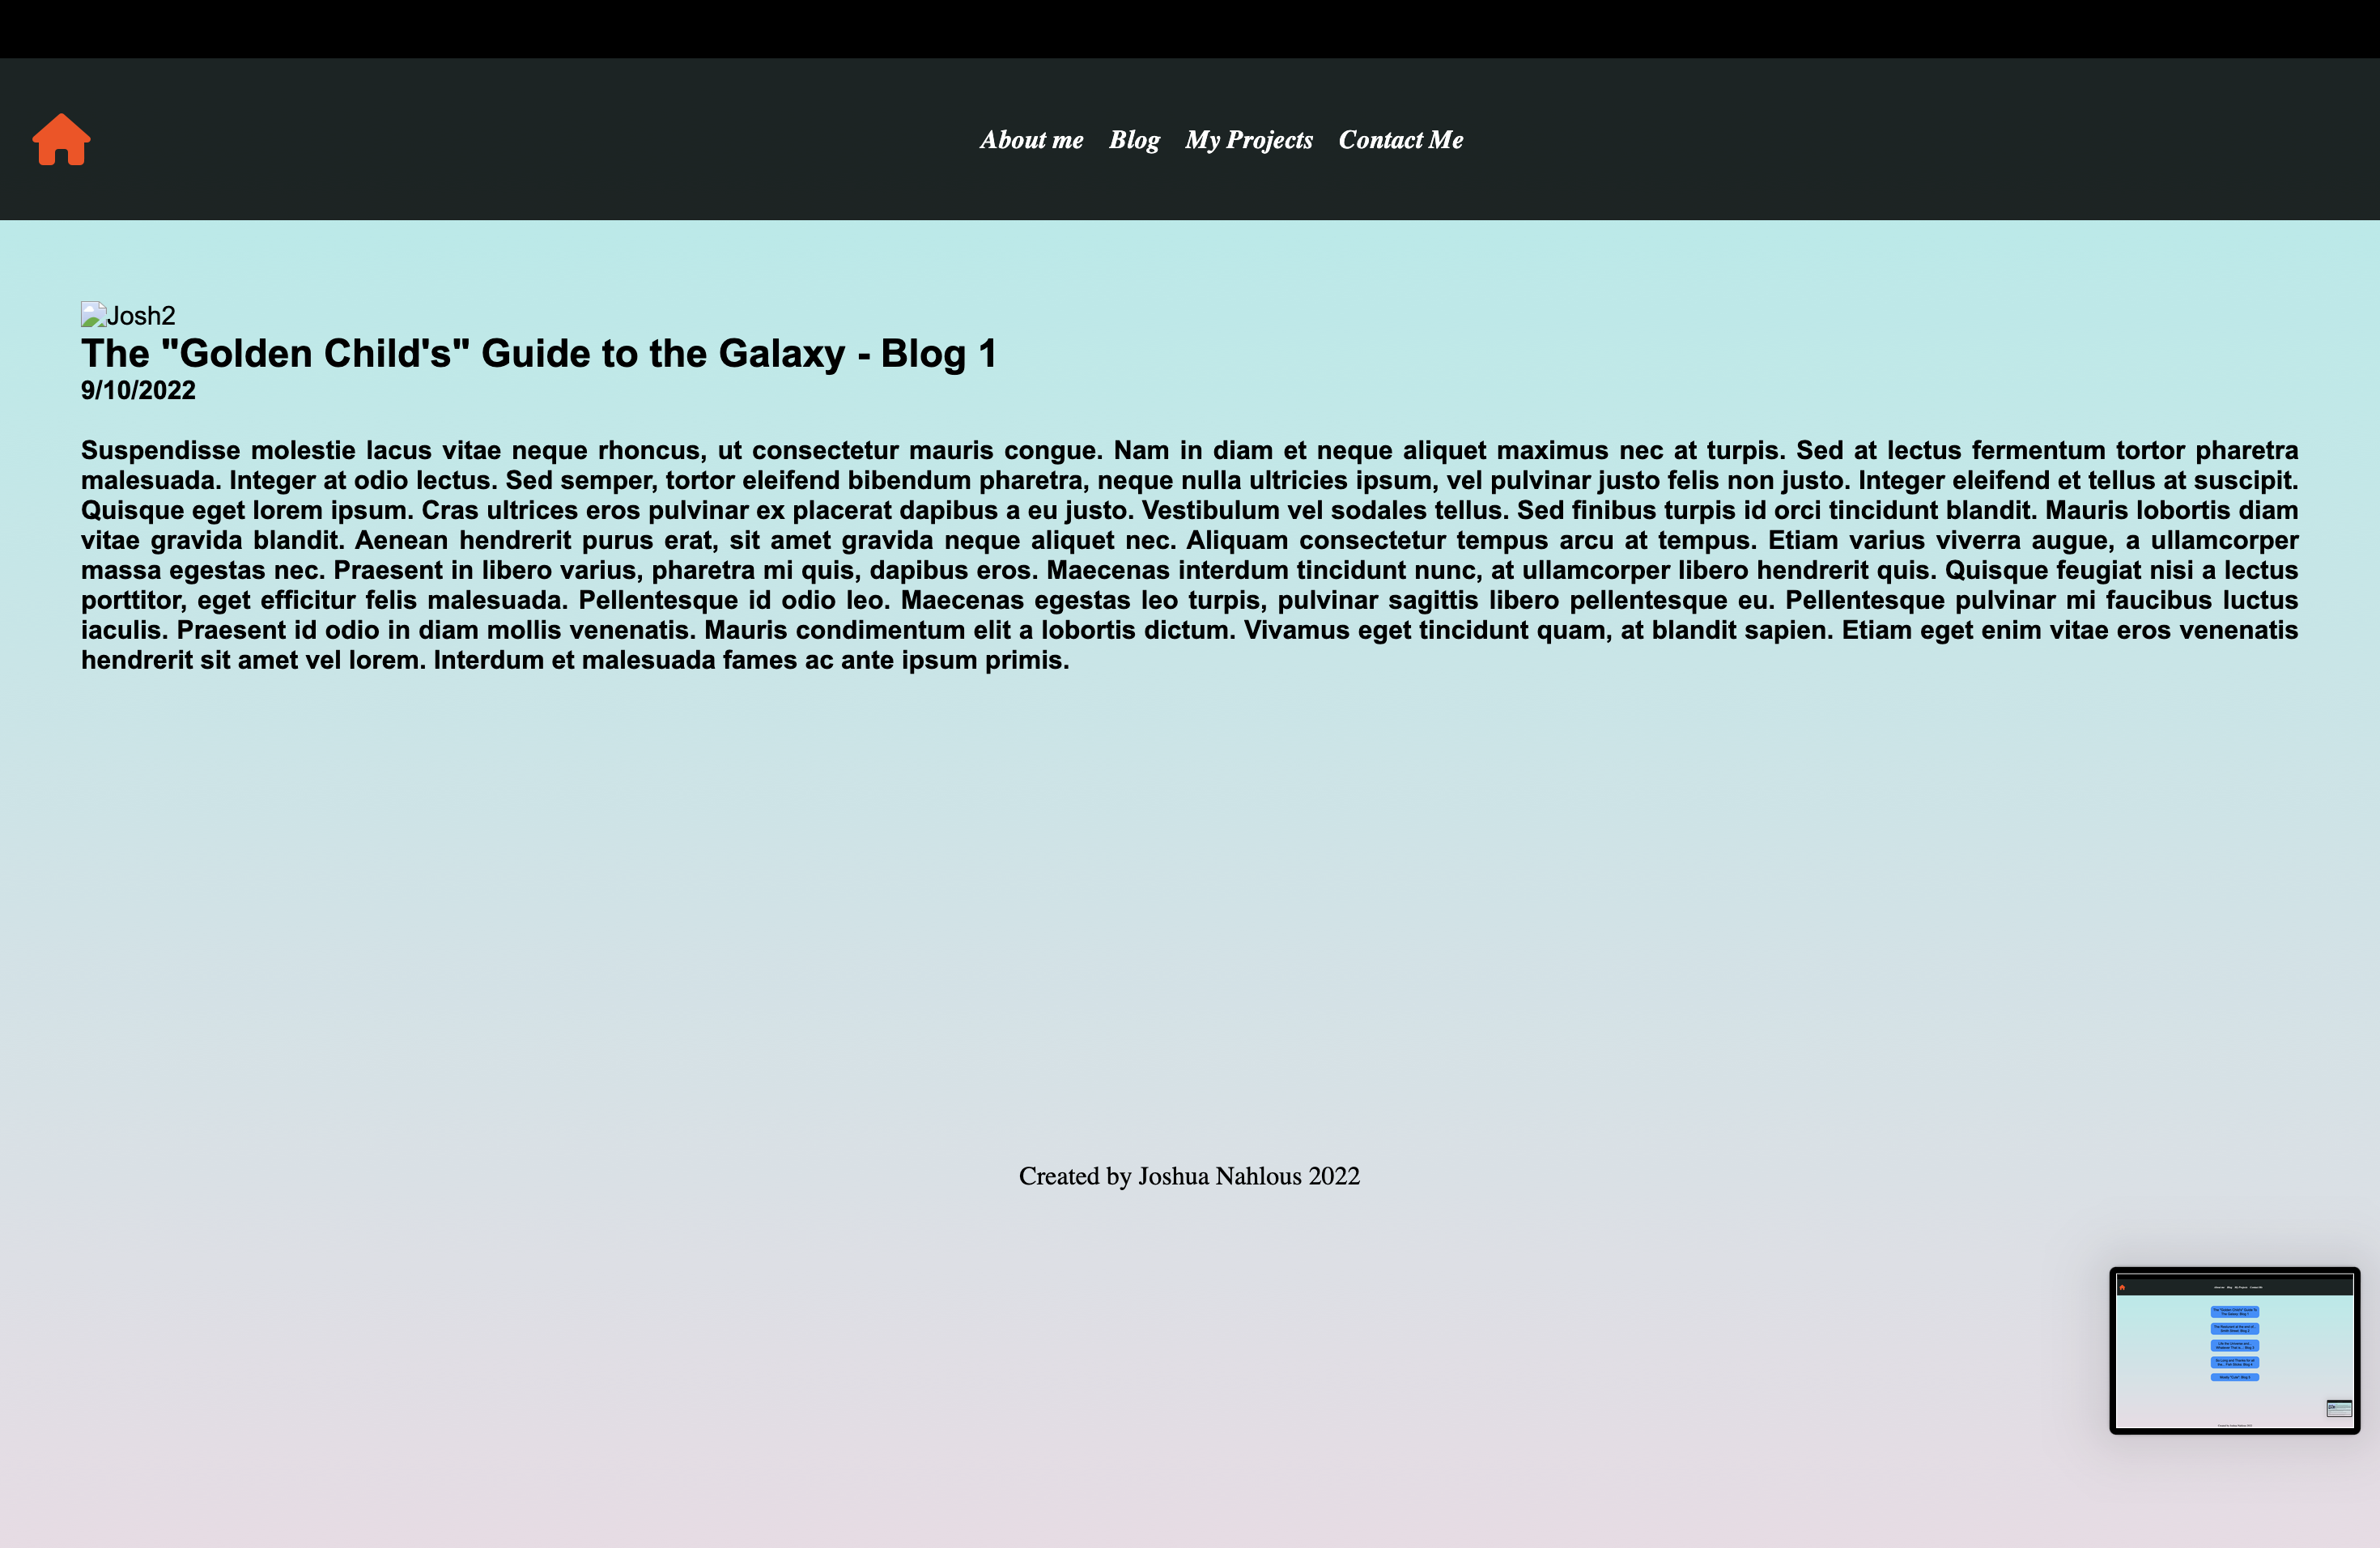 About me Blog My Projects Contact Me
Josh2
The "Golden Child's" Guide to the Galaxy - Blog 1
9/10/2022
Suspendisse molestie lacus vitae neque rhoncus, ut consectetur mauris congue. Nam in diam et neque aliquet maximus nec at turpis. Sed at lectus fermentum tortor pharetra
malesuada. Integer at odio lectus. Sed semper, tortor eleifend bibendum pharetra, neque nulla ultricies ipsum, vel pulvinar justo felis non justo. Integer eleifend et tellus at suscipit.
Quisque eget lorem ipsum. Cras ultrices eros pulvinar ex placerat dapibus a eu justo. Vestibulum vel sodales tellus. Sed finibus turpis id orci tincidunt blandit. Mauris lobortis diam
vitae gravida blandit. Aenean hendrerit purus erat, sit amet gravida neque aliquet nec. Aliquam consectetur tempus arcu at tempus. Etiam varius viverra augue, a ullamcorper
massa egestas nec. Praesent in libero varius, pharetra mi quis, dapibus eros. Maecenas interdum tincidunt nunc, at ullamcorper libero hendrerit quis. Quisque feugiat nisi a lectus
porttitor, eget efficitur felis malesuada. Pellentesque id odio leo. Maecenas egestas leo turpis, pulvinar sagittis libero pellentesque eu. Pellentesque pulvinar mi faucibus luctus
iaculis. Praesent id odio in diam mollis venenatis. Mauris condimentum elit a lobortis dictum. Vivamus eget tincidunt quam, at blandit sapien. Etiam eget enim vitae eros venenatis
hendrerit sit amet vel lorem. Interdum et malesuada fames ac ante ipsum primis.
Created by Joshua Nahlous 2022